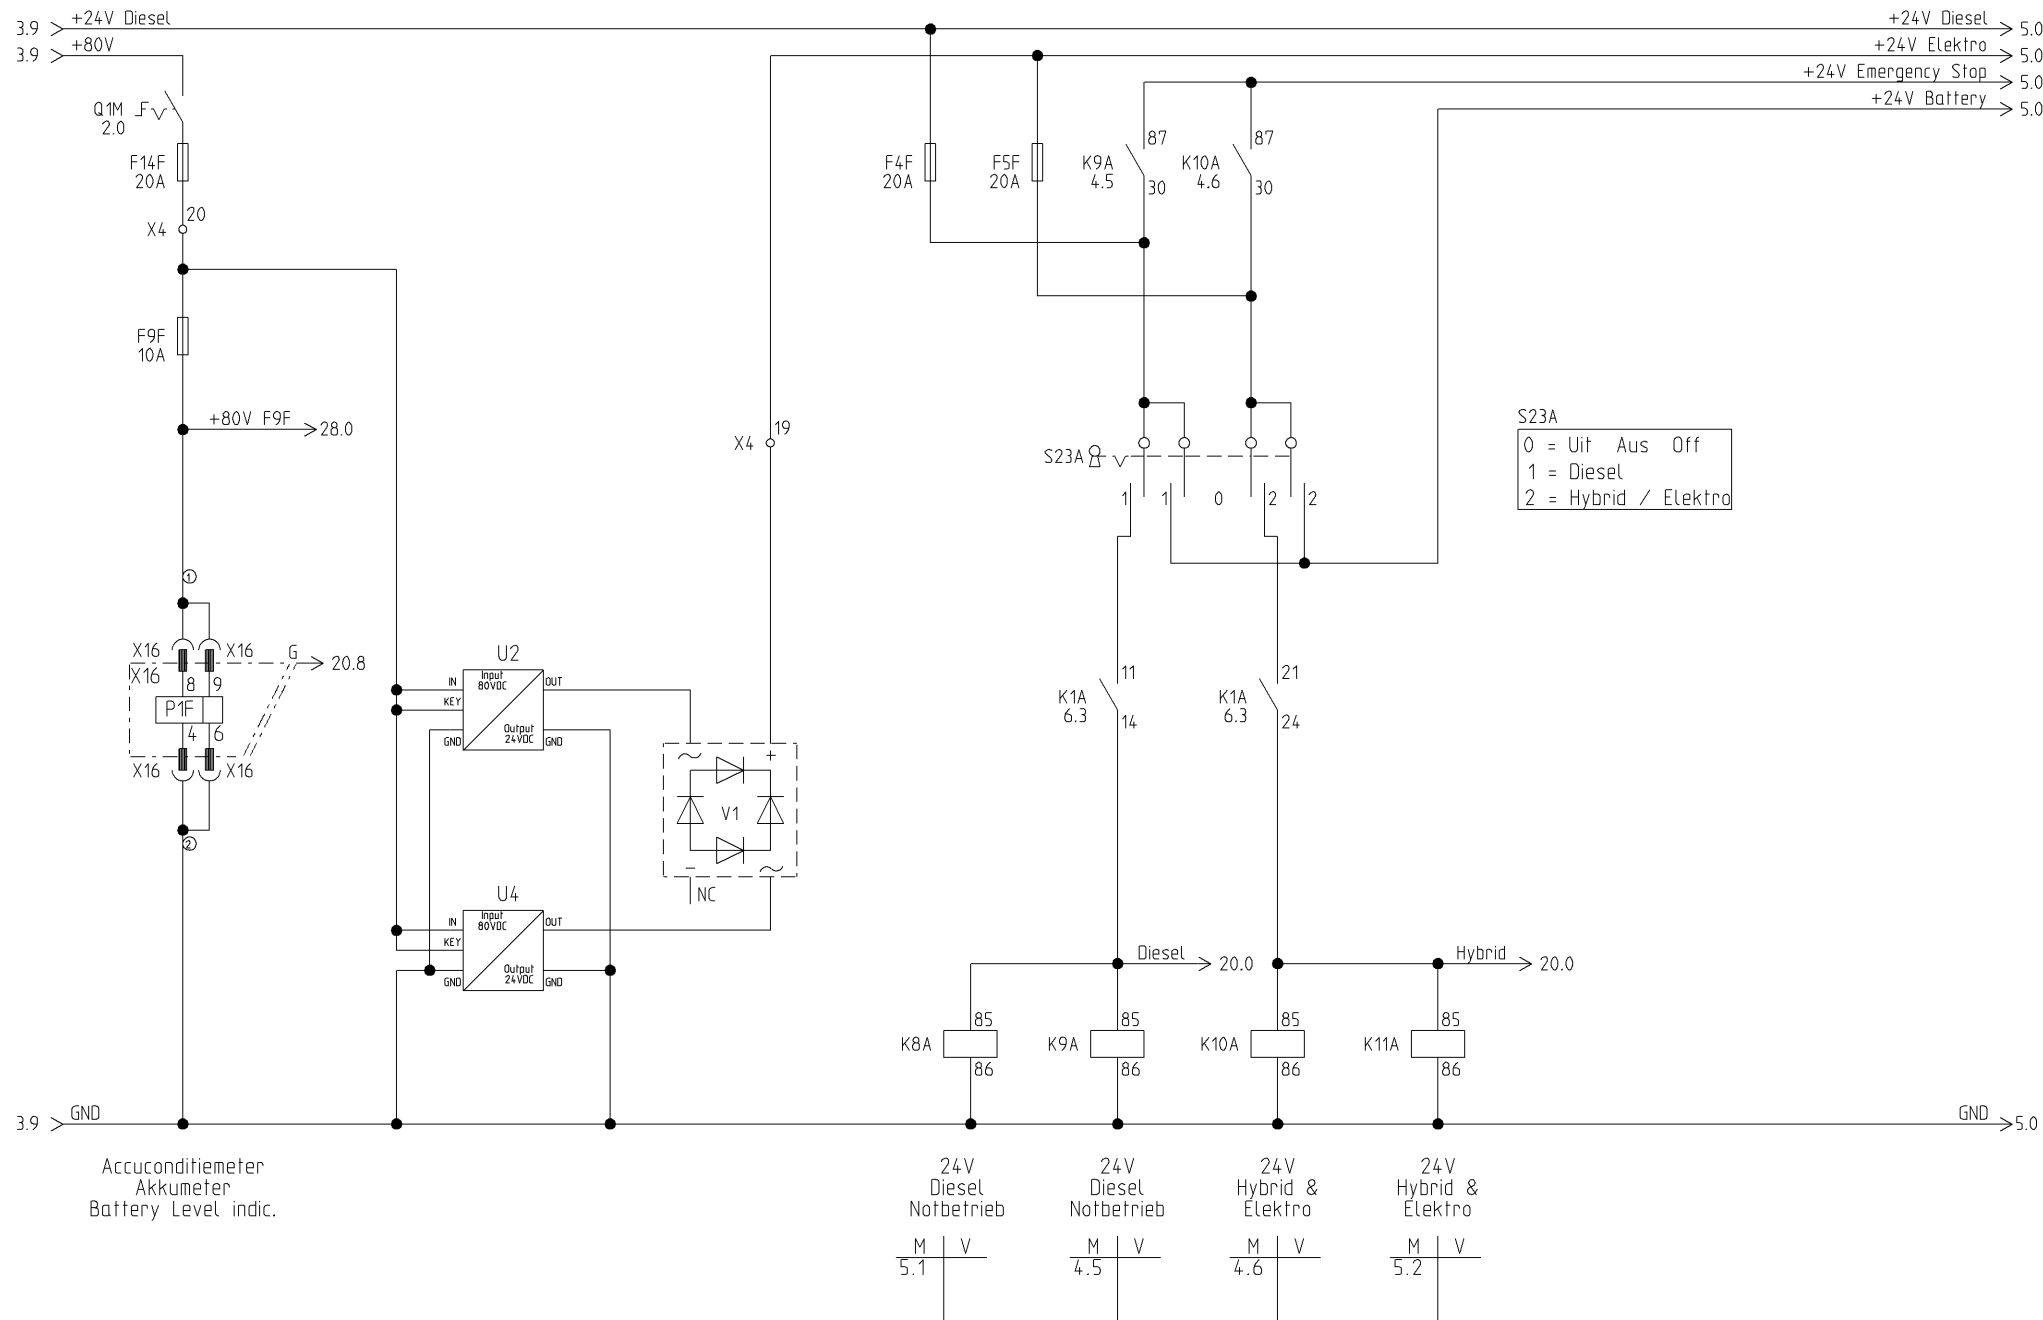 3.9 +24V Diesel +24V Diesel 5.0
3.9 +80V +24V Elektro 5.0
+24V Emergency Stop 5.0
+24V Battery 5.0
Q1M
2.0
F14F
20A
20
X4
F9F
10A
+80V F9F 28.0
1
X16 X16 G 20.8
X16
8 9
P1F
4 6
X16 X16
2
U2
Input
80VDC
IN OUT
KEY
Output
24VDC
GND GND
V1
~ +
- ~
NC
U4
Input
80VDC
IN OUT
KEY
Output
24VDC
GND GND
19
X4
F4F
20A
F5F
20A
87
K9A
4.5
30
87
K10A
4.6
30
S23A
1 1 0 2 2
S23A
0 = Uit Aus Off
1 = Diesel
2 = Hybrid / Elektro
11
K1A
6.3
14
21
K1A
6.3
24
Diesel 20.0
Hybrid 20.0
85 85 85 85
K8A K9A K10A K11A
86 86 86 86
3.9 GND GND 5.0
Accuconditiemeter
Akkumeter
Battery Level indic.
24V
Diesel
Notbetrieb
M V
5.1
24V
Diesel
Notbetrieb
M V
4.5
24V
Hybrid &
Elektro
M V
4.6
24V
Hybrid &
Elektro
M V
5.2